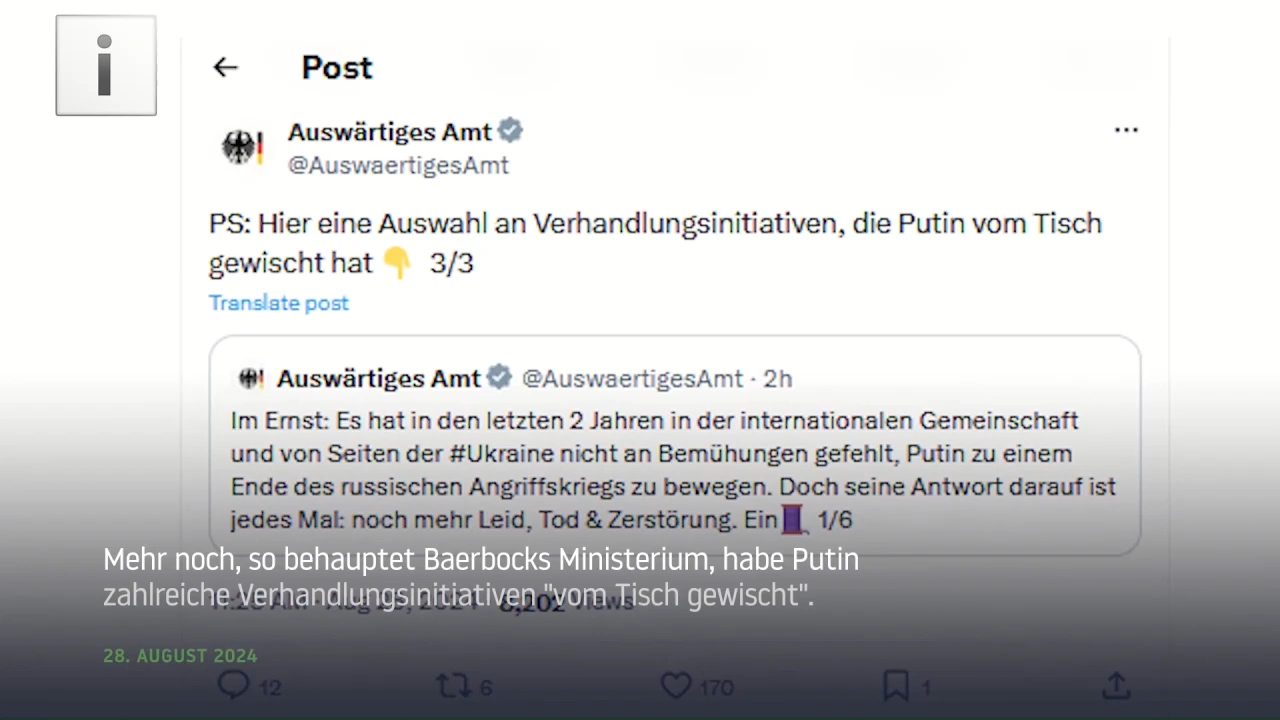 i
Post
Auswärtiges Amt
@AuswaertigesAmt
PS: Hier eine Auswahl an Verhandlungsinitiativen, die Putin vom Tisch
gewischt hat 👇 3/3
Translate post
Auswärtiges Amt @AuswaertigesAmt · 2h
Im Ernst: Es hat in den letzten 2 Jahren in der internationalen Gemeinschaft
und von Seiten der #Ukraine nicht an Bemühungen gefehlt, Putin zu einem
Ende des russischen Angriffskriegs zu bewegen. Doch seine Antwort darauf ist
jedes Mal: noch mehr Leid, Tod & Zerstörung. Ein🧵 1/6
Mehr noch, so behauptet Baerbocks Ministerium, habe Putin
zahlreiche Verhandlungsinitiativen "vom Tisch gewischt".
8,202 Views
28. AUGUST 2024
12 6 170 1